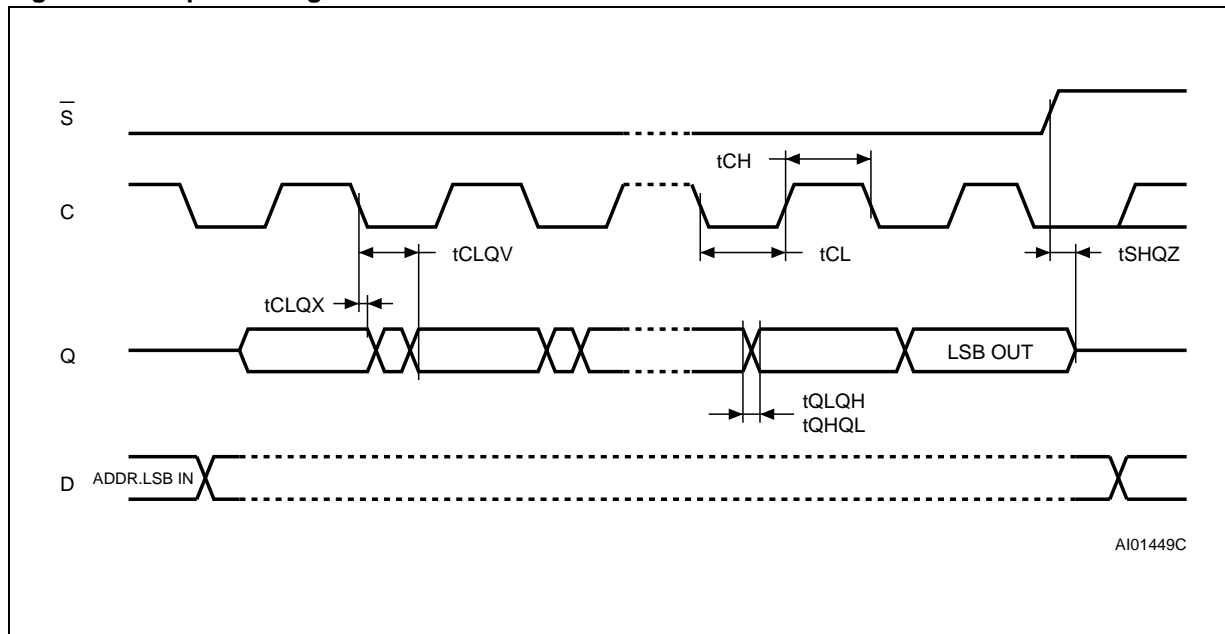 S
tCH
C
tCLQV
tCL
tSHQZ
tCLQX
Q
LSB OUT
tQLQH
tQHQL
D
ADDR.LSB IN
AI01449C